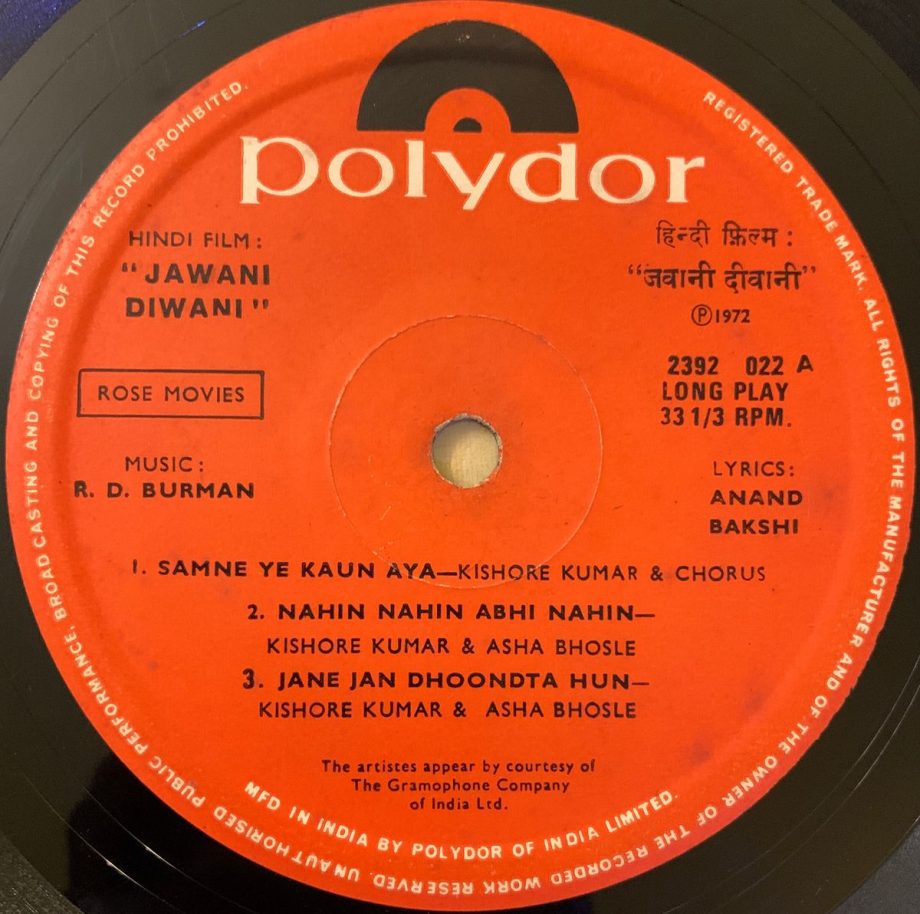 polydor
HINDI FILM :
"JAWANI
DIWANI"
हिन्दी फ़िल्म :
"जवानी दीवानी"
Ⓟ1972
ROSE MOVIES
2392 022 A
LONG PLAY
33 1/3 RPM.
MUSIC :
R. D. BURMAN
LYRICS:
ANAND
BAKSHI
1. SAMNE YE KAUN AYA—KISHORE KUMAR & CHORUS
2. NAHIN NAHIN ABHI NAHIN—
KISHORE KUMAR & ASHA BHOSLE
3. JANE JAN DHOONDTA HUN—
KISHORE KUMAR & ASHA BHOSLE
The artistes appear by courtesy of
The Gramophone Company
of India Ltd.
MFD IN INDIA BY POLYDOR OF INDIA LIMITED.
REGISTERED TRADE MARK. ALL RIGHTS OF THE MANUFACTURER AND OF THE OWNER OF THE RECORDED WORK RESERVED. UNAUTHORISED PUBLIC PERFORMANCE, BROADCASTING AND COPYING OF THIS RECORD PROHIBITED.